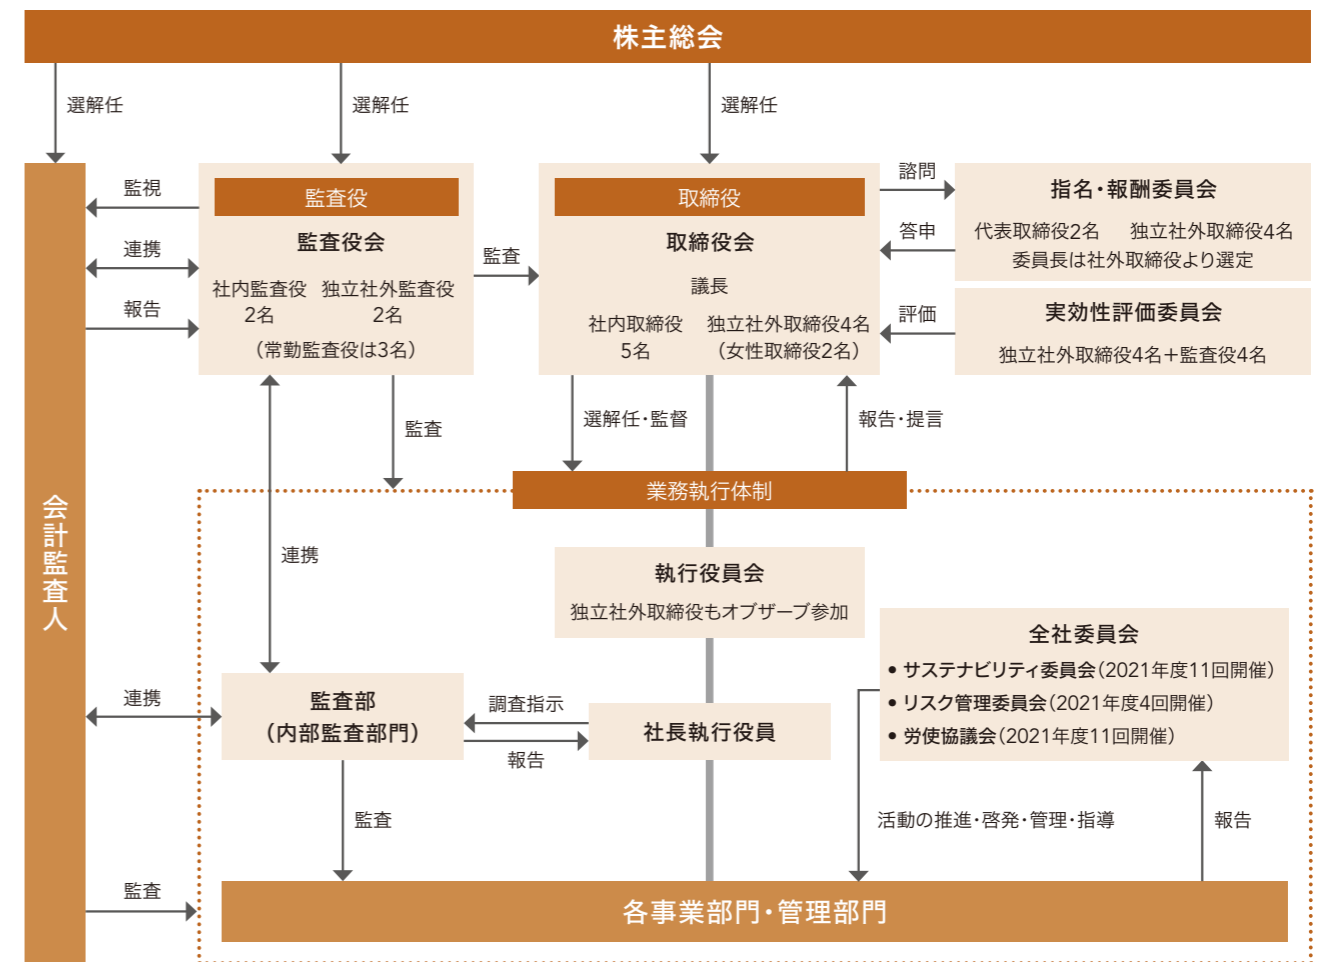 株主総会
選解任
選解任
選解任
会計監査人
監視
連携
報告
監査役
監査役会
社内監査役 独立社外監査役
2名 2名
（常勤監査役は3名）
監査
取締役
取締役会
議長
社内取締役 独立社外取締役4名
5名 （女性取締役2名）
諮問
答申
評価
指名・報酬委員会
代表取締役2名 独立社外取締役4名
委員長は社外取締役より選定
実効性評価委員会
独立社外取締役4名＋監査役4名
監査
選解任・監督
報告・提言
業務執行体制
連携
執行役員会
独立社外取締役もオブザーブ参加
全社委員会
• サステナビリティ委員会（2021年度11回開催）
• リスク管理委員会（2021年度4回開催）
• 労使協議会（2021年度11回開催）
連携
監査部
（内部監査部門）
調査指示
報告
社長執行役員
監査
活動の推進・啓発・管理・指導
報告
監査
各事業部門・管理部門